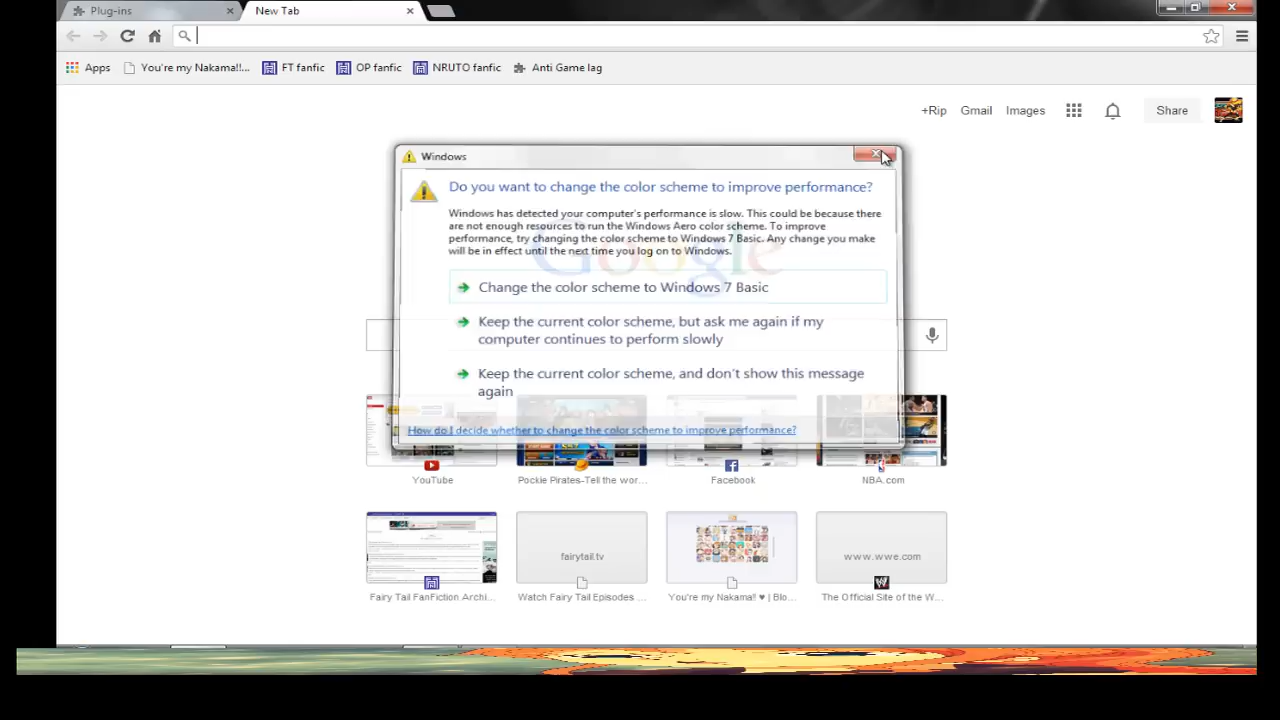 Plug-ins
New Tab
Apps You're my Nakama!!... FT fanfic OP fanfic NRUTO fanfic Anti Game lag
+Rip Gmail Images Share
Windows
Do you want to change the color scheme to improve performance?
Windows has detected your computer's performance is slow. This could be because there
are not enough resources to run the Windows Aero color scheme. To improve
performance, try changing the color scheme to Windows 7 Basic. Any change you make
will be in effect until the next time you log on to Windows.
Google
Change the color scheme to Windows 7 Basic
Keep the current color scheme, but ask me again if my
computer continues to perform slowly
Keep the current color scheme, and don't show this message
again
How do I decide whether to change the color scheme to improve performance?
YouTube Pockie Pirates-Tell the wor... Facebook NBA.com
fairytail.tv www.wwe.com
Fairy Tail FanFiction Archi... Watch Fairy Tail Episodes ... You're my Nakama!! ♥ | Blo... The Official Site of the W...